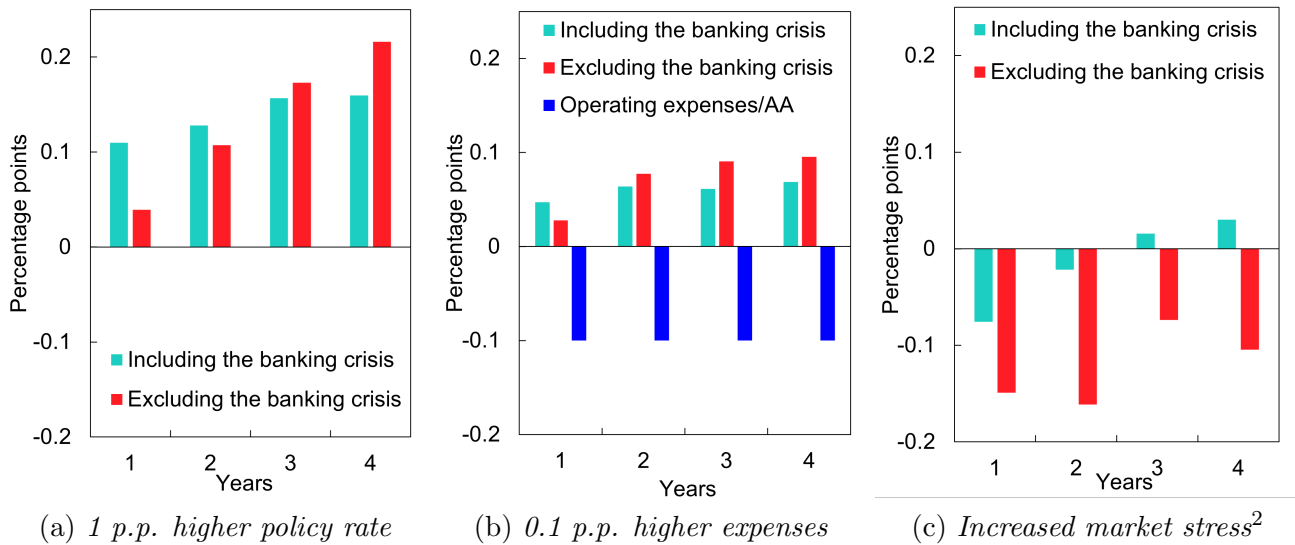 Percentage points
0.2
0.1
0
-0.1
-0.2
Including the banking crisis
Excluding the banking crisis
1 2 3 4
Years
(a) 1 p.p. higher policy rate
Percentage points
0.2
0.1
0
-0.1
-0.2
Including the banking crisis
Excluding the banking crisis
Operating expenses/AA
1 2 3 4
Years
(b) 0.1 p.p. higher expenses
Percentage points
0.2
0.1
0
-0.1
-0.2
Including the banking crisis
Excluding the banking crisis
1 2 3 4
Years
(c) Increased market stress²